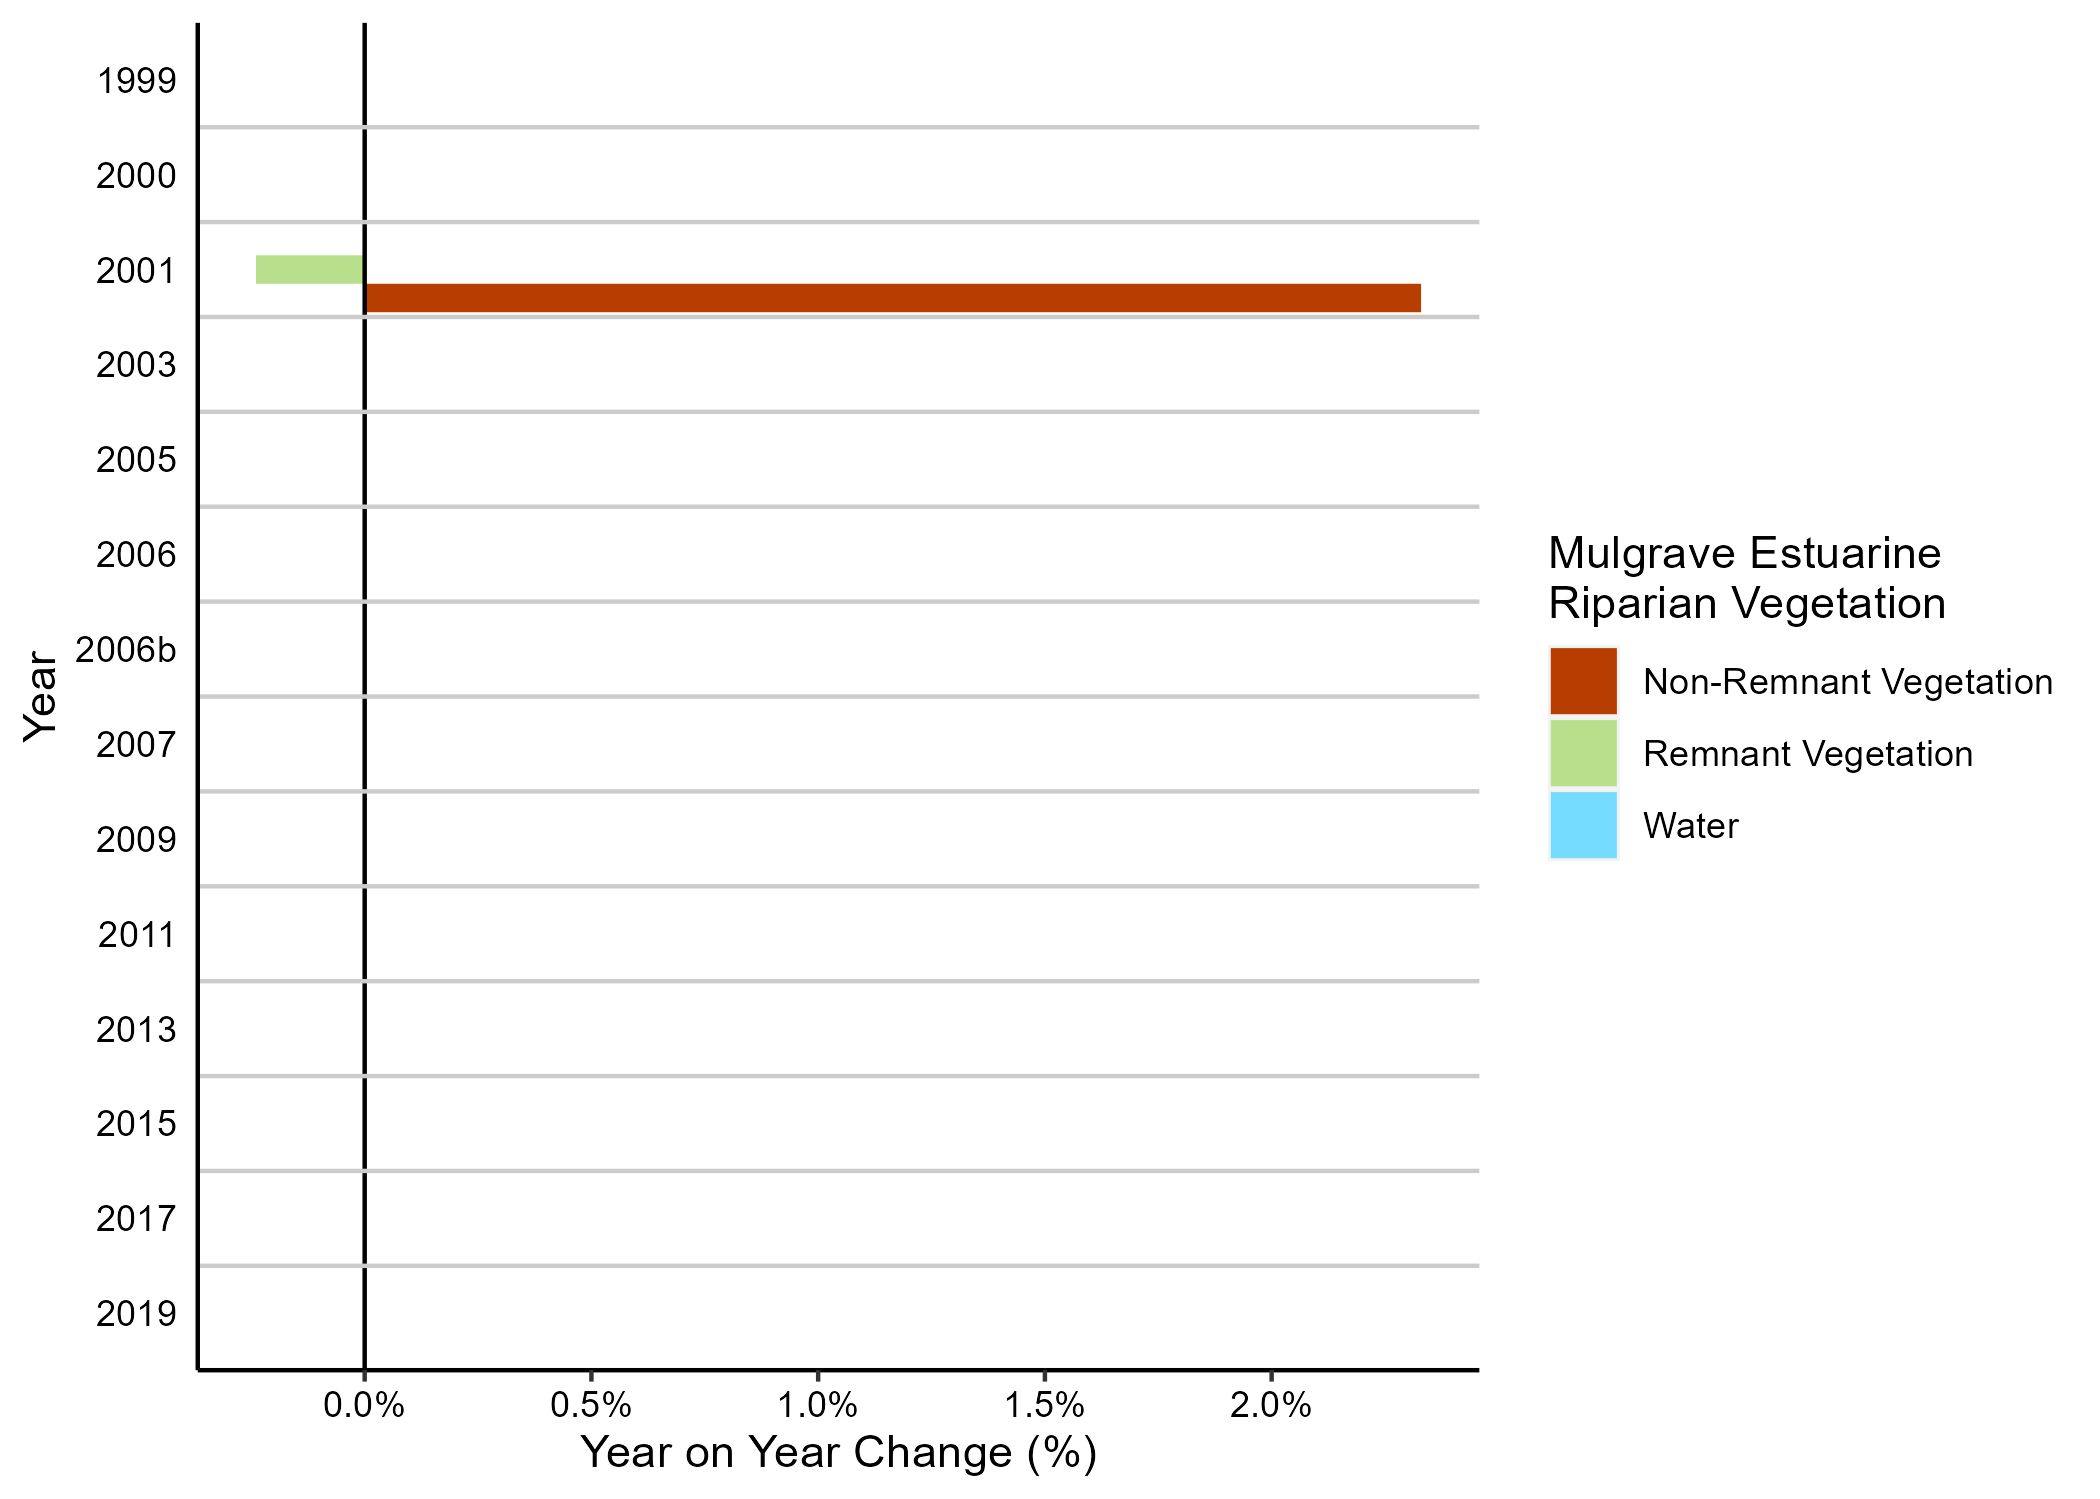 1999
2000
2001
2003
2005
2006
2006b
2007
2009
2011
2013
2015
2017
2019
Year
0.0%
0.5%
1.0%
1.5%
2.0%
Year on Year Change (%)
Mulgrave Estuarine
Riparian Vegetation
Non-Remnant Vegetation
Remnant Vegetation
Water